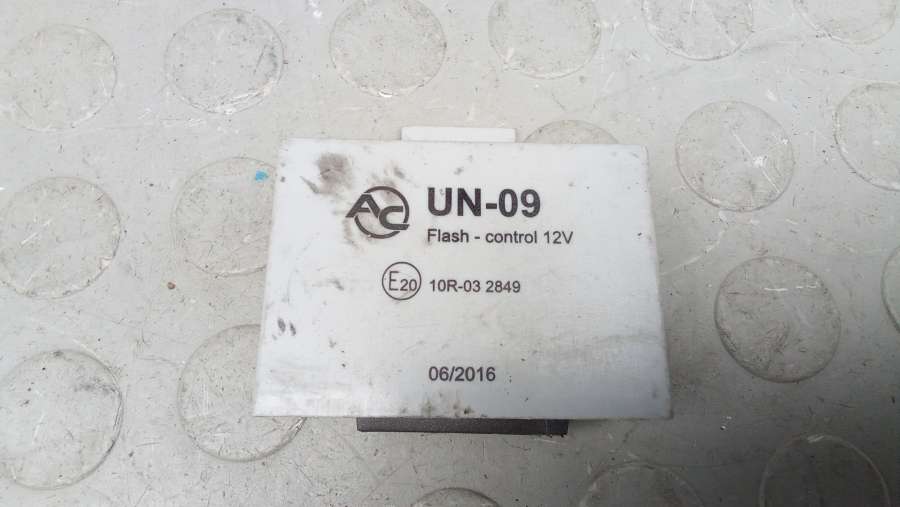 AC UN-09
Flash - control 12V
E20 10R-03 2849
06/2016